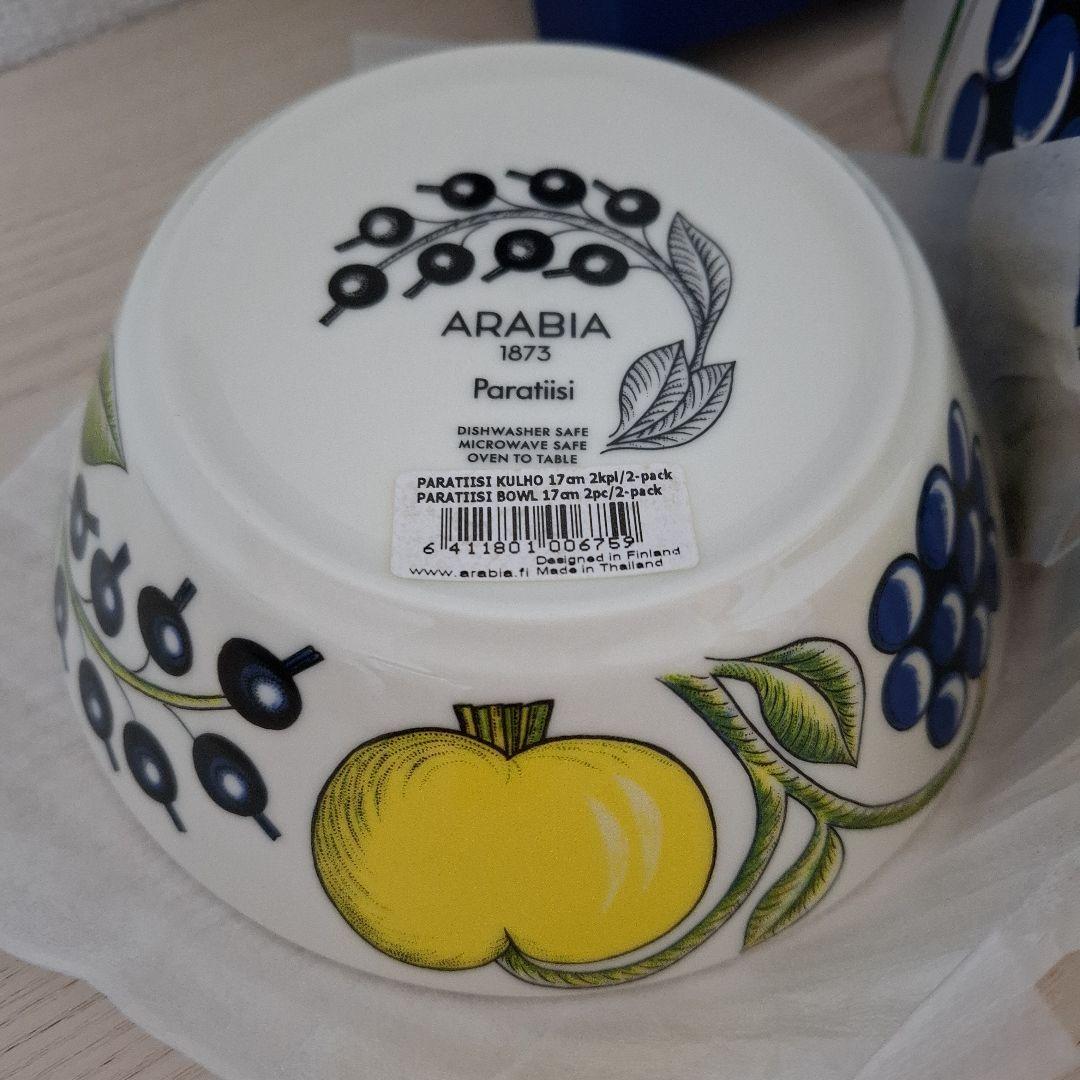 ARABIA
1873
Paratiisi
DISHWASHER SAFE
MICROWAVE SAFE
OVEN TO TABLE
PARATIISI KULHO 17cm 2kpl/2-pack
PARATIISI BOWL 17cm 2pc/2-pack
6 411801 006759
Designed in Finland
www.arabia.fi Made in Thailand